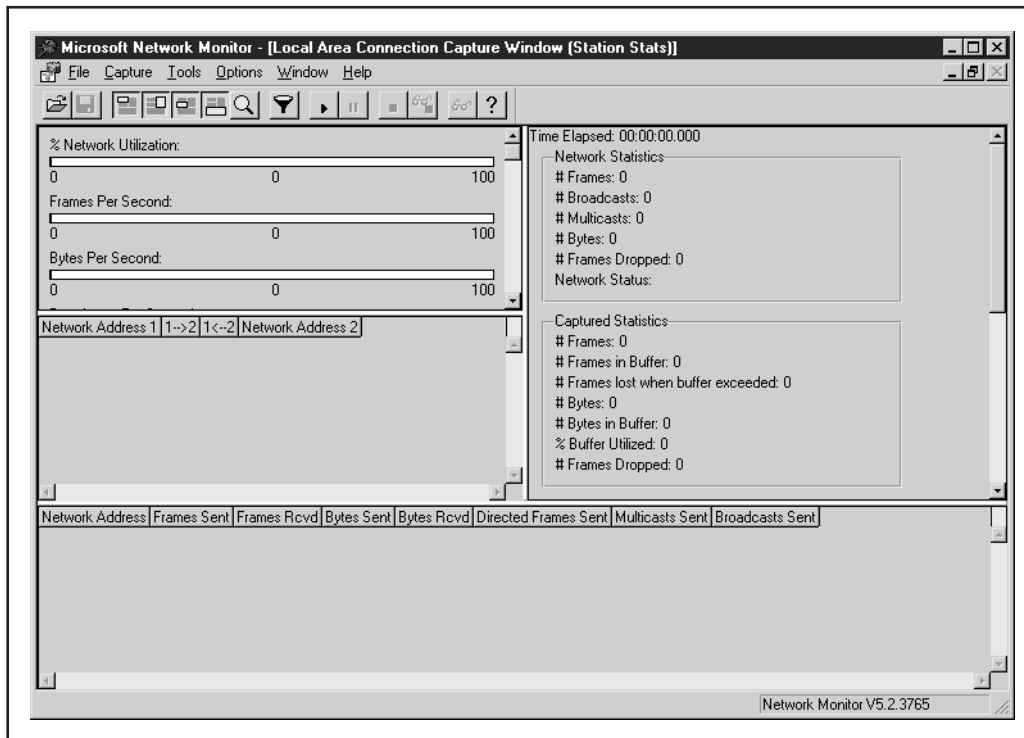 Microsoft Network Monitor - [Local Area Connection Capture Window (Station Stats)]
File Capture Tools Options Window Help
?
% Network Utilization:
0 0 100
Frames Per Second:
0 0 100
Bytes Per Second:
0 0 100
Time Elapsed: 00:00:00.000
Network Statistics
# Frames: 0
# Broadcasts: 0
# Multicasts: 0
# Bytes: 0
# Frames Dropped: 0
Network Status:
Network Address 1 1-->2 1<--2 Network Address 2
Captured Statistics
# Frames: 0
# Frames in Buffer: 0
# Frames lost when buffer exceeded: 0
# Bytes: 0
# Bytes in Buffer: 0
% Buffer Utilized: 0
# Frames Dropped: 0
Network Address Frames Sent Frames Rcvd Bytes Sent Bytes Rcvd Directed Frames Sent Multicasts Sent Broadcasts Sent
Network Monitor V5.2.3765